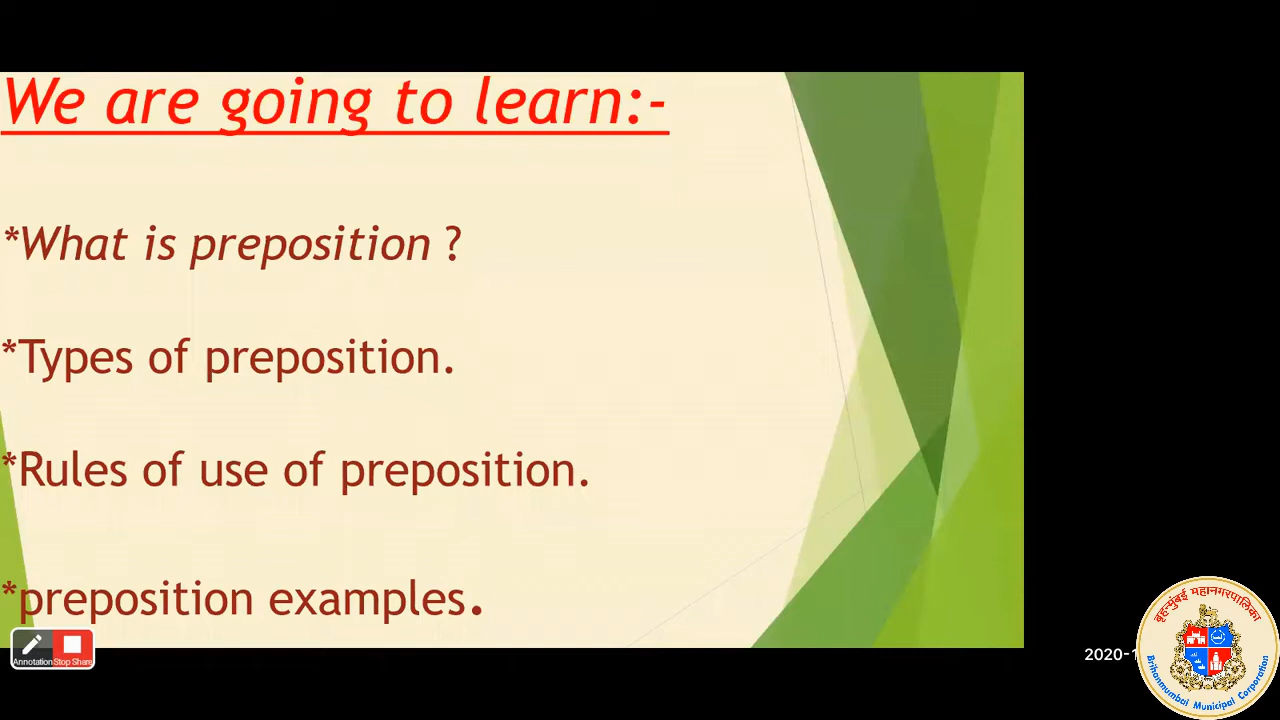 We are going to learn:-
*What is preposition ?
*Types of preposition.
*Rules of use of preposition.
*preposition examples.
Annotation Stop Share
2020-1
बृहन्मुंबई महानगरपालिका
Brihanmumbai Municipal Corporation